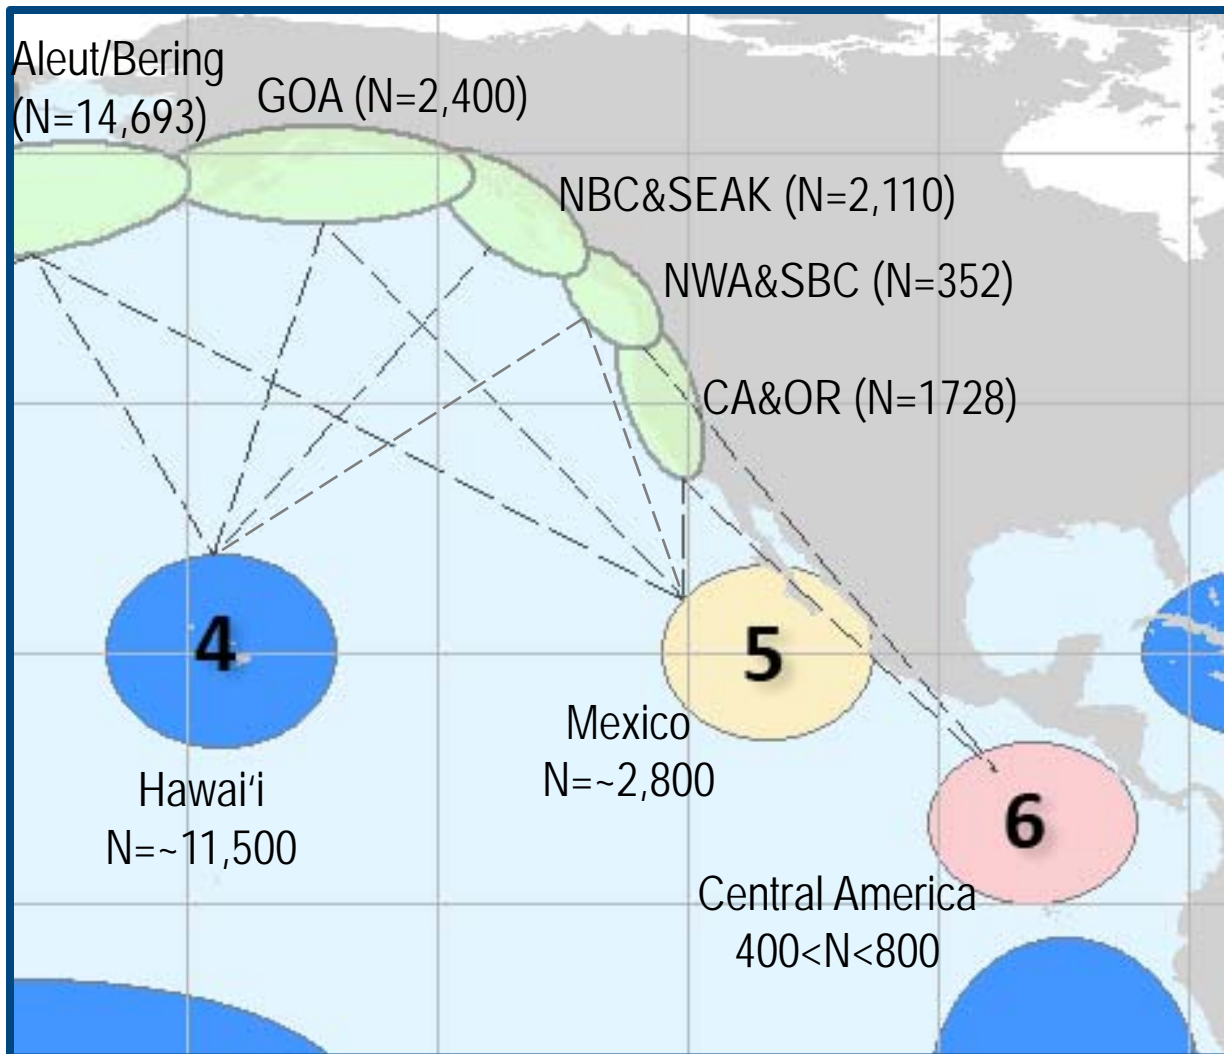 Aleut/Bering
(N=14,693)
GOA (N=2,400)
NBC&SEAK (N=2,110)
NWA&SBC (N=352)
CA&OR (N=1728)
4
5
6
Mexico
N=~2,800
Hawai‘i
N=~11,500
Central America
400<N<800